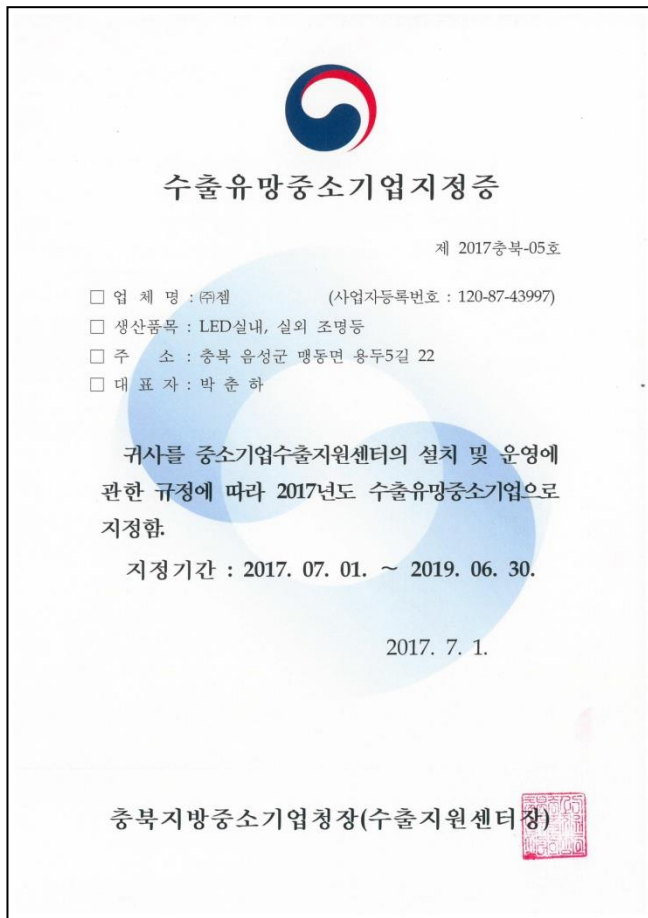 수출유망중소기업지정증
제 2017충북-05호
□ 업 체 명 : ㈜젬 (사업자등록번호 : 120-87-43997)
□ 생산품목 : LED실내, 실외 조명등
□ 주 소 : 충북 음성군 맹동면 용두5길 22
□ 대 표 자 : 박 춘 하
귀사를 중소기업수출지원센터의 설치 및 운영에
관한 규정에 따라 2017년도 수출유망중소기업으로
지정함.
지정기간 : 2017. 07. 01. ~ 2019. 06. 30.
2017. 7. 1.
충북지방중소기업청장(수출지원센터장)